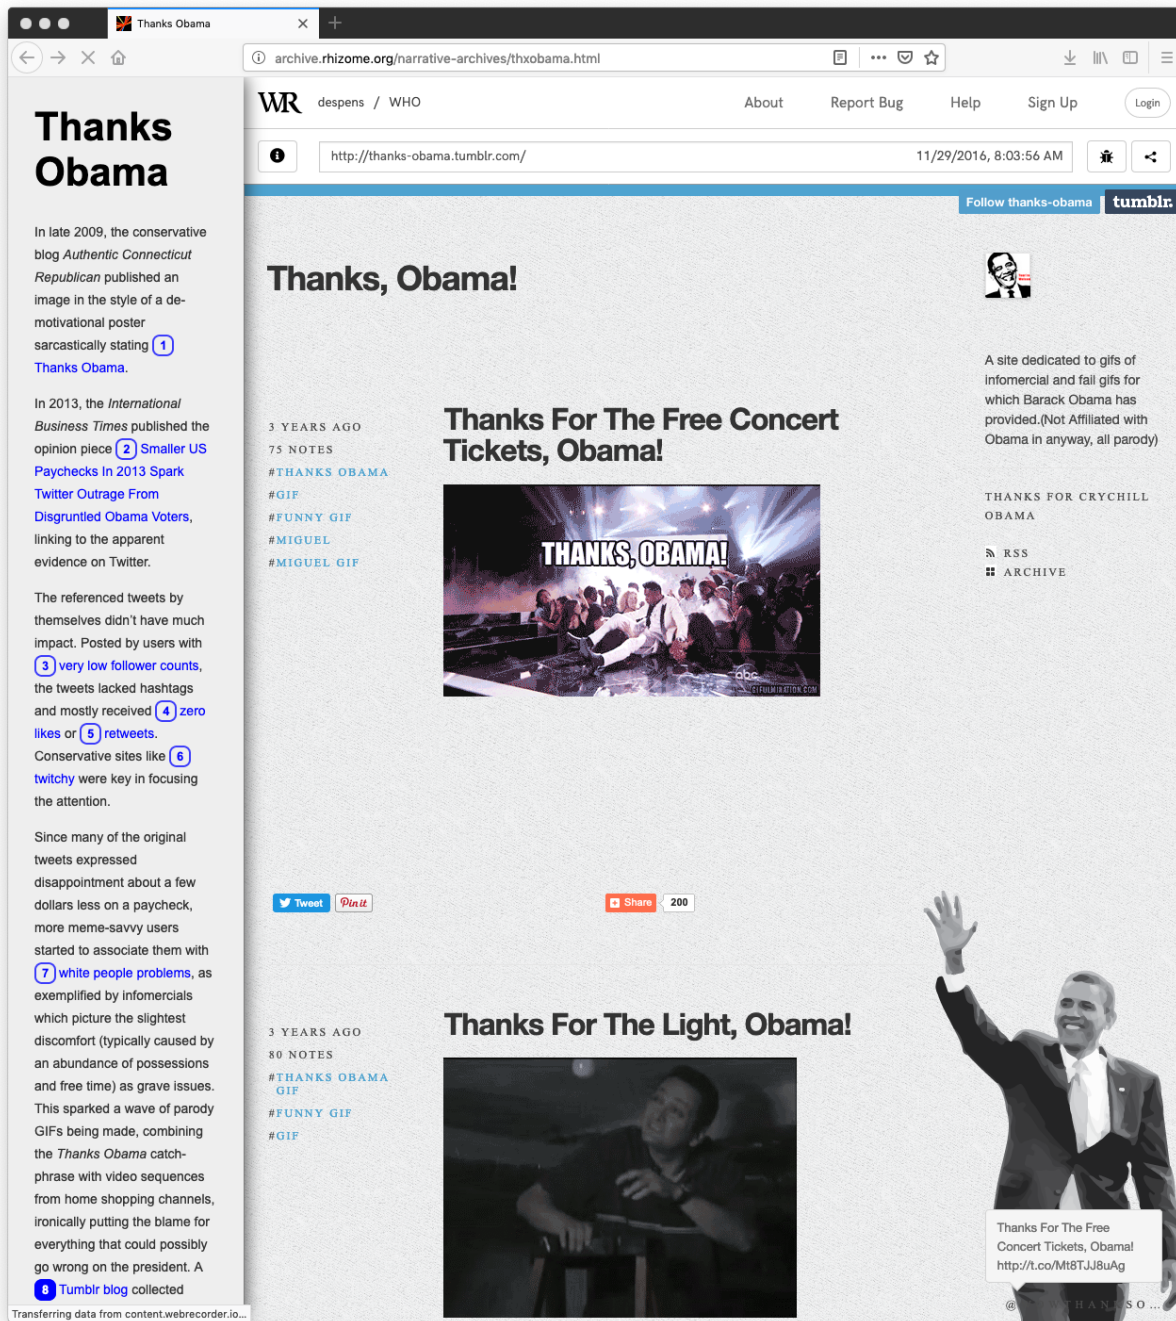 Thanks Obama
archive.rhizome.org/narrative-archives/thxobama.html
Thanks
Obama
In late 2009, the conservative
blog Authentic Connecticut
Republican published an
image in the style of a de-
motivational poster
sarcastically stating 1
Thanks Obama.
In 2013, the International
Business Times published the
opinion piece 2 Smaller US
Paychecks In 2013 Spark
Twitter Outrage From
Disgruntled Obama Voters,
linking to the apparent
evidence on Twitter.
The referenced tweets by
themselves didn't have much
impact. Posted by users with
3 very low follower counts,
the tweets lacked hashtags
and mostly received 4 zero
likes or 5 retweets.
Conservative sites like 6
twitchy were key in focusing
the attention.
Since many of the original
tweets expressed
disappointment about a few
dollars less on a paycheck,
more meme-savvy users
started to associate them with
7 white people problems, as
exemplified by infomercials
which picture the slightest
discomfort (typically caused by
an abundance of possessions
and free time) as grave issues.
This sparked a wave of parody
GIFs being made, combining
the Thanks Obama catch-
phrase with video sequences
from home shopping channels,
ironically putting the blame for
everything that could possibly
go wrong on the president. A
8 Tumblr blog collected
Transferring data from content.webrecorder.io...
WR despens / WHO About Report Bug Help Sign Up Login
http://thanks-obama.tumblr.com/ 11/29/2016, 8:03:56 AM
Follow thanks-obama tumblr.
Thanks, Obama!
3 YEARS AGO
75 NOTES
#THANKS OBAMA
#GIF
#FUNNY GIF
#MIGUEL
#MIGUEL GIF
Thanks For The Free Concert
Tickets, Obama!
THANKS, OBAMA!
abc
GIFULMINATION.COM
Tweet Pin it Share 200
3 YEARS AGO
80 NOTES
#THANKS OBAMA
GIF
#FUNNY GIF
#GIF
Thanks For The Light, Obama!
A site dedicated to gifs of
infomercial and fail gifs for
which Barack Obama has
provided.(Not Affiliated with
Obama in anyway, all parody)
THANKS FOR CRYCHILL
OBAMA
RSS
ARCHIVE
Thanks For The Free
Concert Tickets, Obama!
http://t.co/Mt8TJJ8uAg